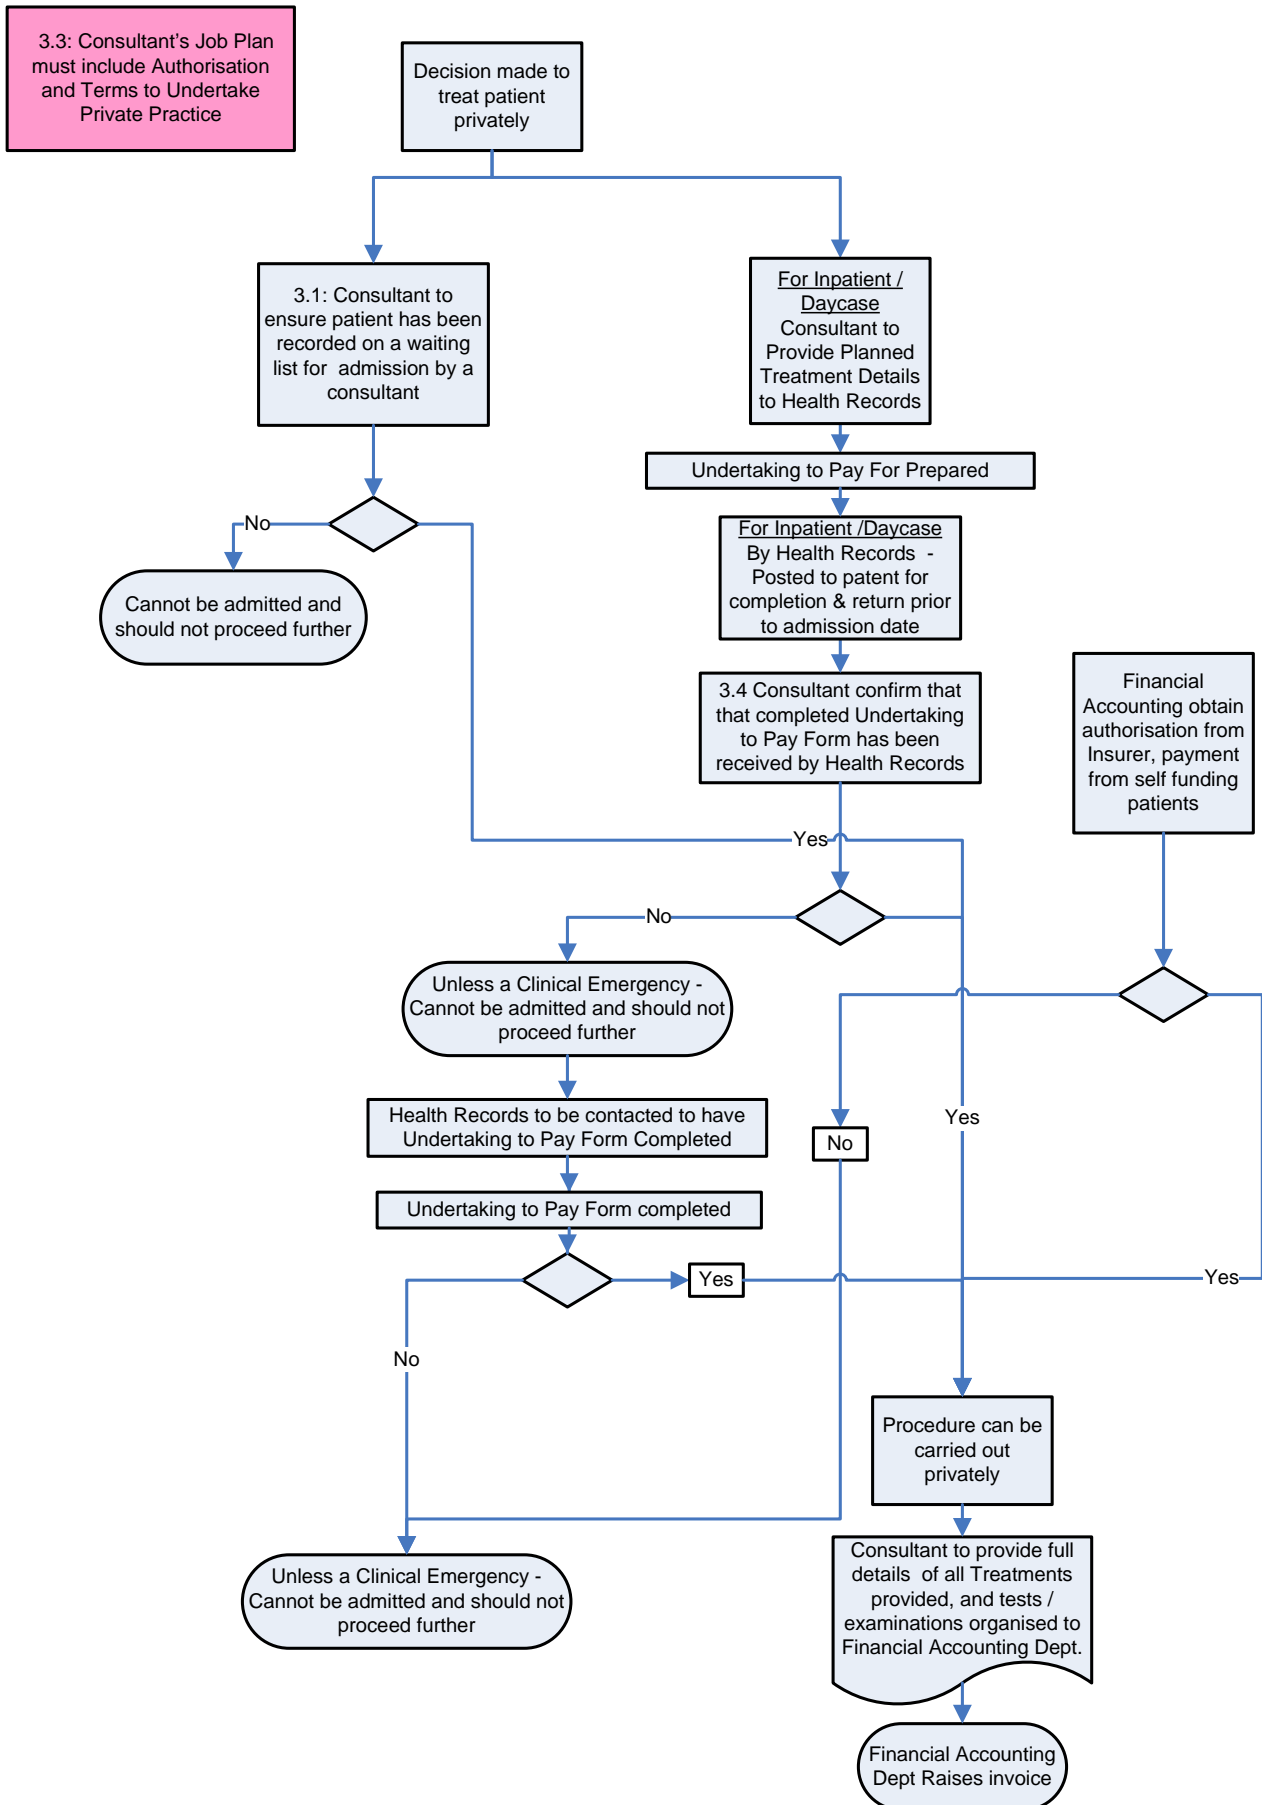 3.3: Consultant's Job Plan
must include Authorisation
and Terms to Undertake
Private Practice
Decision made to
treat patient
privately
3.1: Consultant to
ensure patient has been
recorded on a waiting
list for admission by a
consultant
For Inpatient /
Daycase
Consultant to
Provide Planned
Treatment Details
to Health Records
Undertaking to Pay For Prepared
No
For Inpatient /Daycase
By Health Records -
Posted to patent for
completion & return prior
to admission date
Cannot be admitted and
should not proceed further
3.4 Consultant confirm that
that completed Undertaking
to Pay Form has been
received by Health Records
Financial
Accounting obtain
authorisation from
Insurer, payment
from self funding
patients
Yes
No
Unless a Clinical Emergency -
Cannot be admitted and should not
proceed further
Health Records to be contacted to have
Undertaking to Pay Form Completed
Yes
No
Undertaking to Pay Form completed
Yes
Yes
No
Procedure can be
carried out
privately
Unless a Clinical Emergency -
Cannot be admitted and should not
proceed further
Consultant to provide full
details of all Treatments
provided, and tests /
examinations organised to
Financial Accounting Dept.
Financial Accounting
Dept Raises invoice